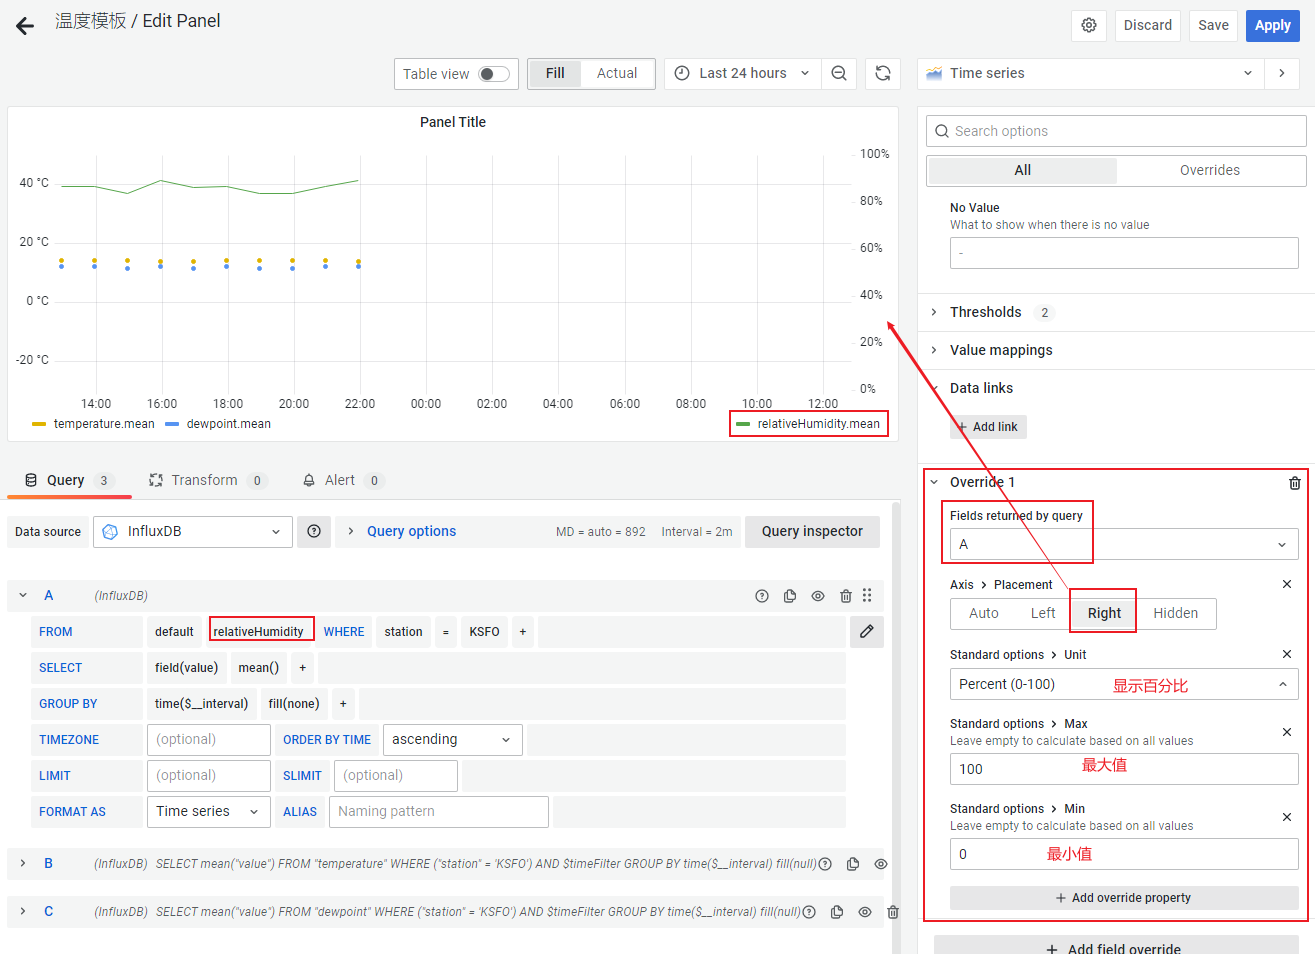 温度模板 / Edit Panel
Discard
Save
Apply
Table view
Fill
Actual
Last 24 hours
Time series
Panel Title
100%
80%
60%
40%
20%
0%
40 °C
20 °C
0 °C
-20 °C
14:00
16:00
18:00
20:00
22:00
00:00
02:00
04:00
06:00
08:00
10:00
12:00
temperature.mean
dewpoint.mean
relativeHumidity.mean
Search options
All
Overrides
No Value
What to show when there is no value
-
Thresholds 2
Value mappings
Data links
+ Add link
Query 3
Transform 0
Alert 0
Data source
InfluxDB
Query options
MD = auto = 892
Interval = 2m
Query inspector
A (InfluxDB)
FROM default relativeHumidity WHERE station = KSFO +
SELECT field(value) mean() +
GROUP BY time($__interval) fill(none) +
TIMEZONE (optional) ORDER BY TIME ascending
LIMIT (optional) SLIMIT (optional)
FORMAT AS Time series ALIAS Naming pattern
B (InfluxDB) SELECT mean("value") FROM "temperature" WHERE ("station" = 'KSFO') AND $timeFilter GROUP BY time($__interval) fill(null)
C (InfluxDB) SELECT mean("value") FROM "dewpoint" WHERE ("station" = 'KSFO') AND $timeFilter GROUP BY time($__interval) fill(null)
Override 1
Fields returned by query
A
Axis > Placement
Auto
Left
Right
Hidden
Standard options > Unit
Percent (0-100) 显示百分比
Standard options > Max
Leave empty to calculate based on all values
100 最大值
Standard options > Min
Leave empty to calculate based on all values
0 最小值
+ Add override property
+ Add field override